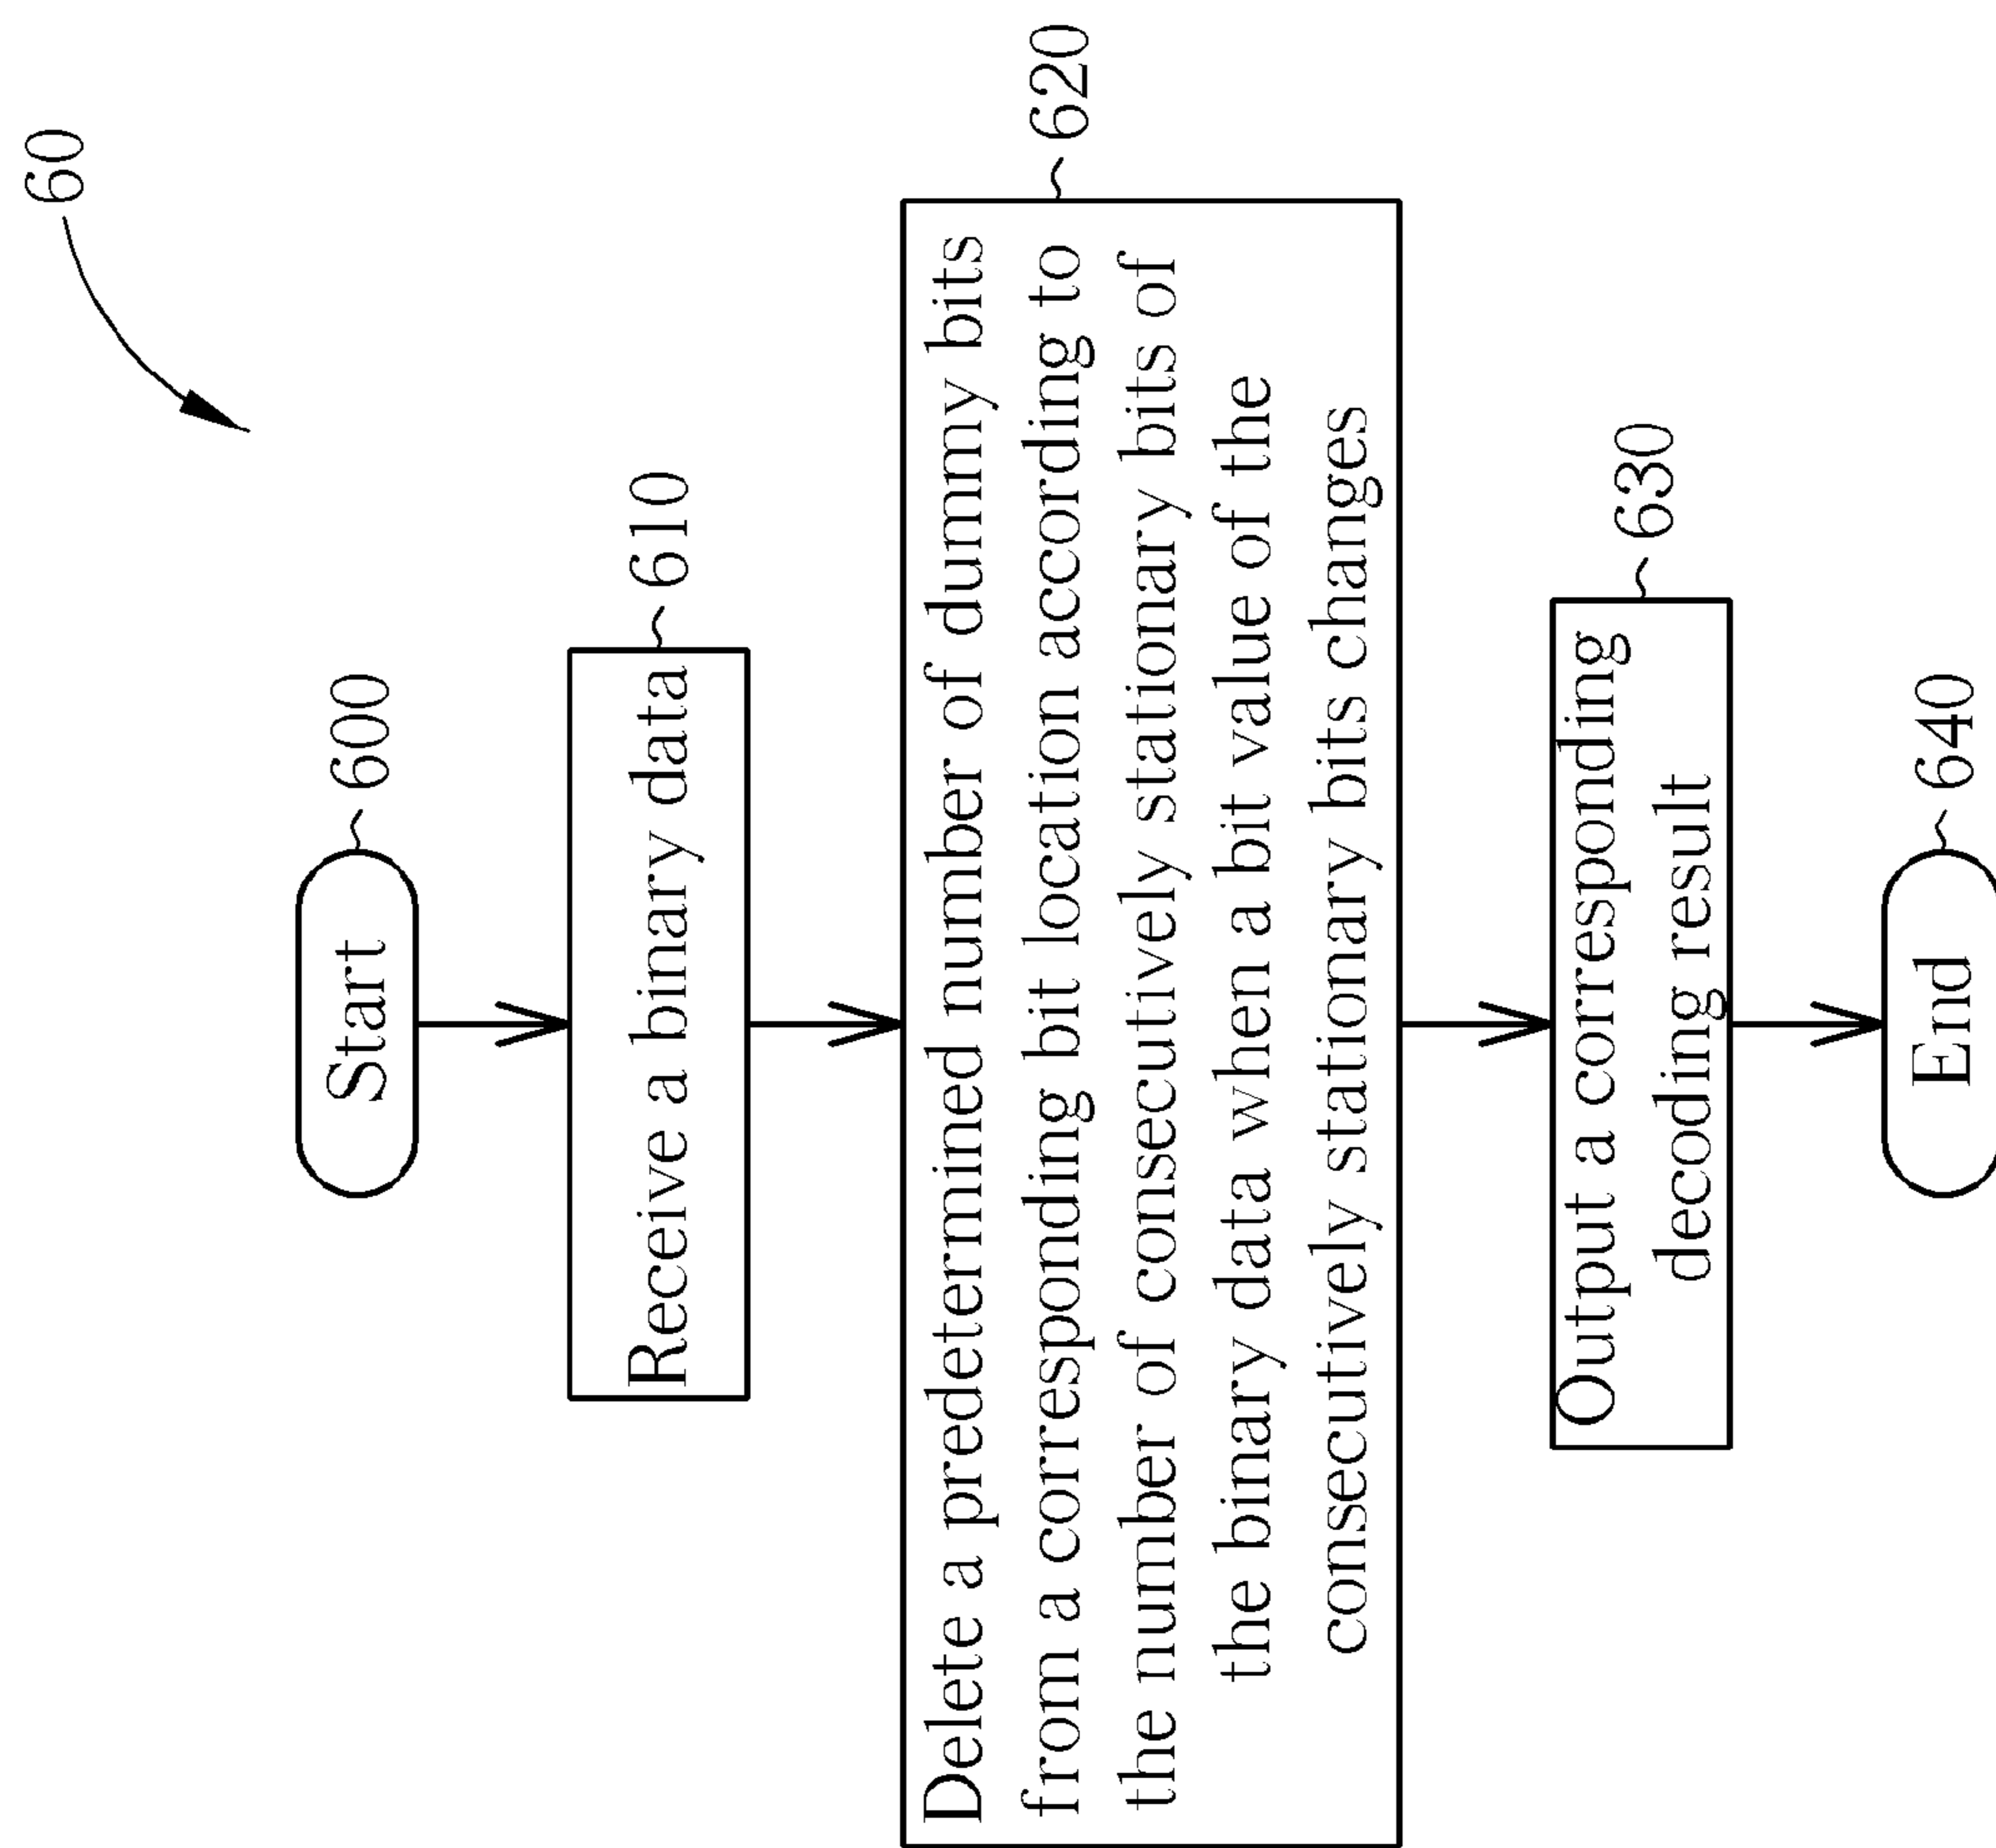 60
Start
600
Receive a binary data
610
Delete a predetermined number of dummy bits
from a corresponding bit location according to
the number of consecutively stationary bits of
the binary data when a bit value of the
consecutively stationary bits changes
620
Output a corresponding
decoding result
630
End
640